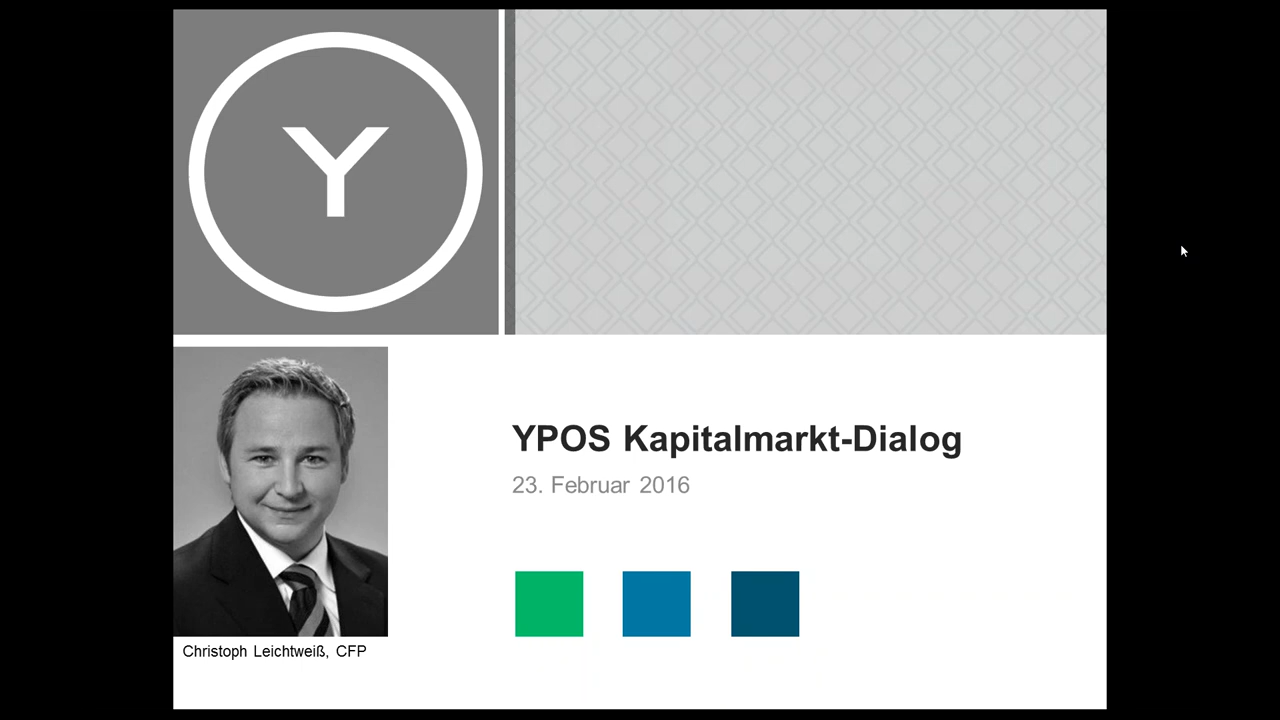 Y
YPOS Kapitalmarkt-Dialog
23. Februar 2016
Christoph Leichtweiß, CFP